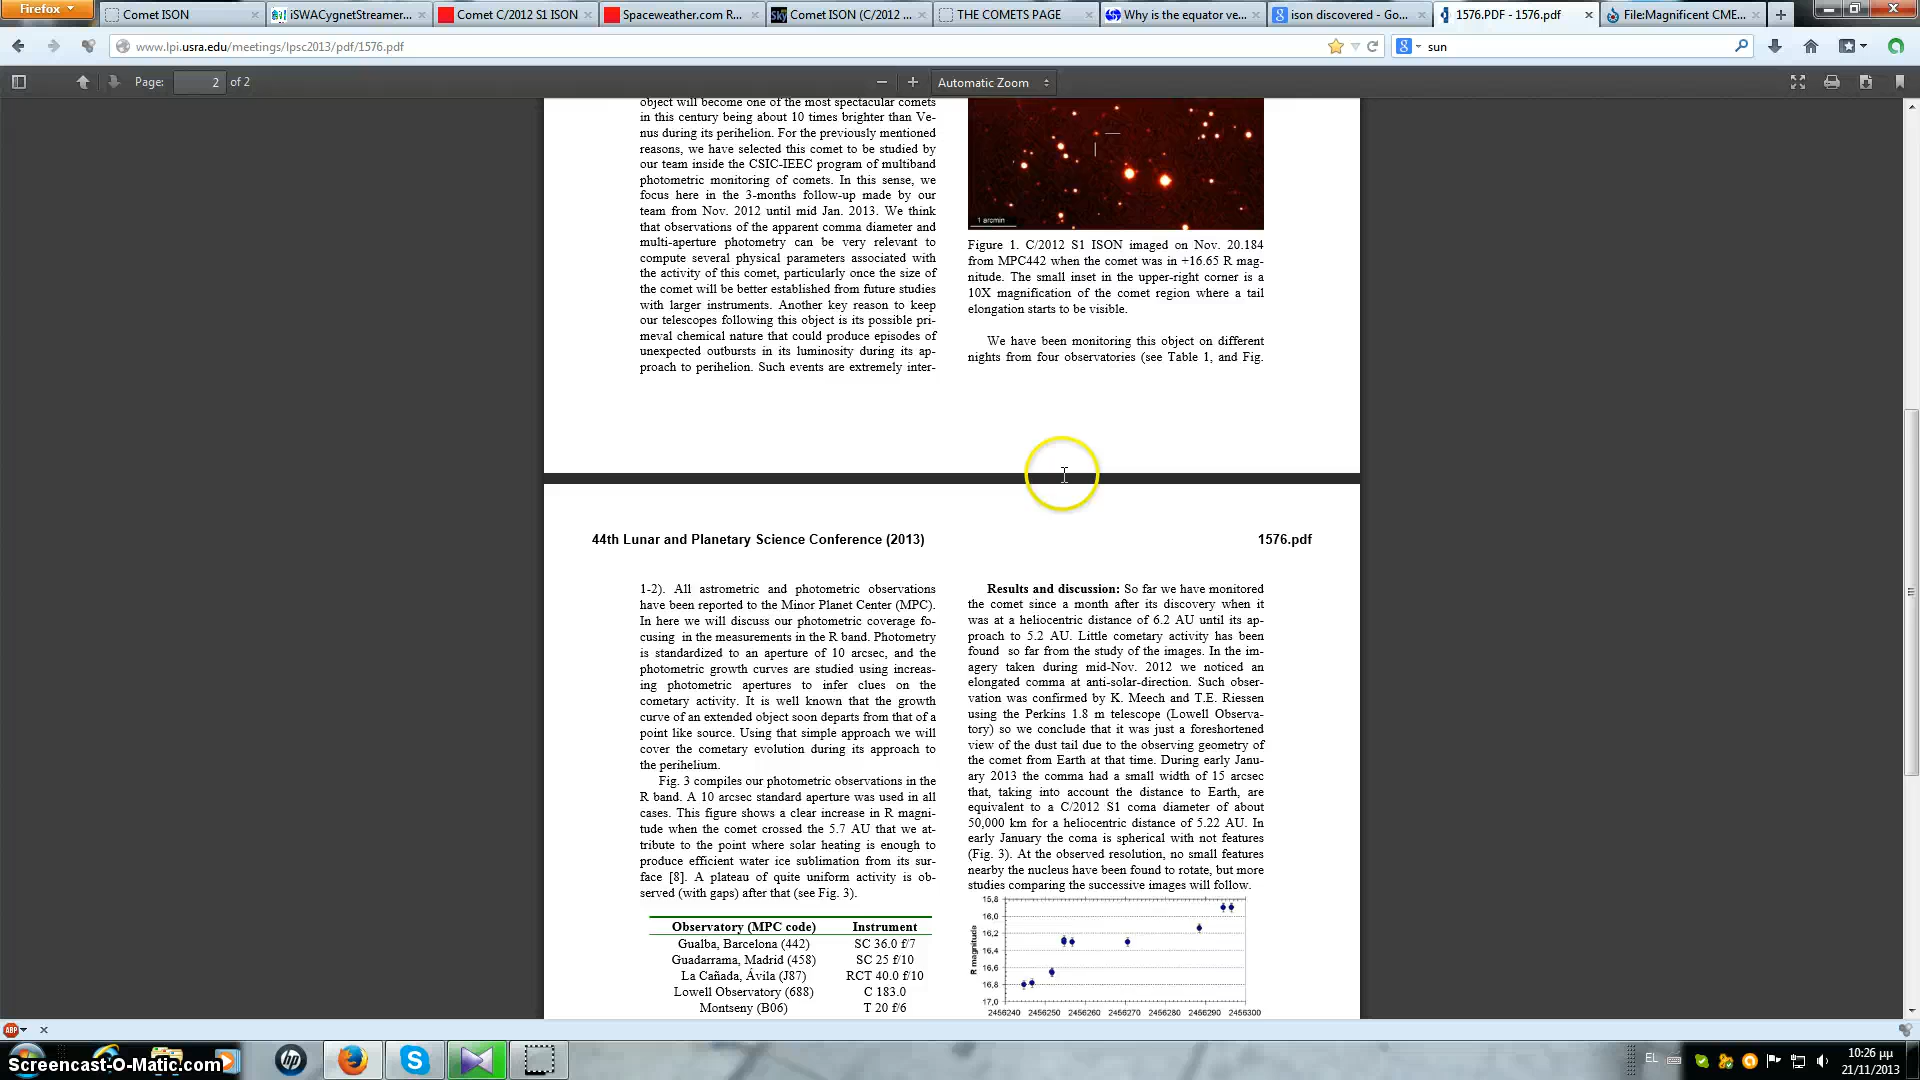 Firefox
Comet ISON
iSWACygnetStreamer...
Comet C/2012 S1 ISON
Spaceweather.com R...
Comet ISON (C/2012 ...
THE COMETS PAGE
Why is the equator ve...
ison discovered - Go...
1576.PDF - 1576.pdf
File:Magnificent CME...
www.lpi.usra.edu/meetings/lpsc2013/pdf/1576.pdf
sun
Page: 2 of 2
Automatic Zoom
object will become one of the most spectacular comets
in this century being about 10 times brighter than Ve-
nus during its perihelion. For the previously mentioned
reasons, we have selected this comet to be studied by
our team inside the CSIC-IEEC program of multiband
photometric monitoring of comets. In this sense, we
focus here in the 3-months follow-up made by our
team from Nov. 2012 until mid Jan. 2013. We think
that observations of the apparent comma diameter and
multi-aperture photometry can be very relevant to
compute several physical parameters associated with
the activity of this comet, particularly once the size of
the comet will be better established from future studies
with larger instruments. Another key reason to keep
our telescopes following this object is its possible pri-
meval chemical nature that could produce episodes of
unexpected outbursts in its luminosity during its ap-
proach to perihelion. Such events are extremely inter-
1 arcmin
Figure 1. C/2012 S1 ISON imaged on Nov. 20.184
from MPC442 when the comet was in +16.65 R mag-
nitude. The small inset in the upper-right corner is a
10X magnification of the comet region where a tail
elongation starts to be visible.
We have been monitoring this object on different
nights from four observatories (see Table 1, and Fig.
44th Lunar and Planetary Science Conference (2013)
1576.pdf
1-2). All astrometric and photometric observations
have been reported to the Minor Planet Center (MPC).
In here we will discuss our photometric coverage fo-
cusing in the measurements in the R band. Photometry
is standardized to an aperture of 10 arcsec, and the
photometric growth curves are studied using increas-
ing photometric apertures to infer clues on the
cometary activity. It is well known that the growth
curve of an extended object soon departs from that of a
point like source. Using that simple approach we will
cover the cometary evolution during its approach to
the perihelium.
Fig. 3 compiles our photometric observations in the
R band. A 10 arcsec standard aperture was used in all
cases. This figure shows a clear increase in R magni-
tude when the comet crossed the 5.7 AU that we at-
tribute to the point where solar heating is enough to
produce efficient water ice sublimation from its sur-
face [8]. A plateau of quite uniform activity is ob-
served (with gaps) after that (see Fig. 3).
Observatory (MPC code) Instrument
Gualba, Barcelona (442) SC 36.0 f/7
Guadarrama, Madrid (458) SC 25 f/10
La Cañada, Ávila (J87) RCT 40.0 f/10
Lowell Observatory (688) C 183.0
Montseny (B06) T 20 f/6
Results and discussion: So far we have monitored
the comet since a month after its discovery when it
was at a heliocentric distance of 6.2 AU until its ap-
proach to 5.2 AU. Little cometary activity has been
found so far from the study of the images. In the im-
agery taken during mid-Nov. 2012 we noticed an
elongated comma at anti-solar-direction. Such obser-
vation was confirmed by K. Meech and T.E. Riessen
using the Perkins 1.8 m telescope (Lowell Observa-
tory) so we conclude that it was just a foreshortened
view of the dust tail due to the observing geometry of
the comet from Earth at that time. During early Janu-
ary 2013 the comma had a small width of 15 arcsec
that, taking into account the distance to Earth, are
equivalent to a C/2012 S1 coma diameter of about
50,000 km for a heliocentric distance of 5.22 AU. In
early January the coma is spherical with not features
(Fig. 3). At the observed resolution, no small features
nearby the nucleus have been found to rotate, but more
studies comparing the successive images will follow.
15,8
16,0
16,2
16,4
16,6
16,8
17,0
R magnitude
2456240 2456250 2456260 2456270 2456280 2456290 2456300
ABP
Screencast-O-Matic.com
EL
10:26 μμ
21/11/2013